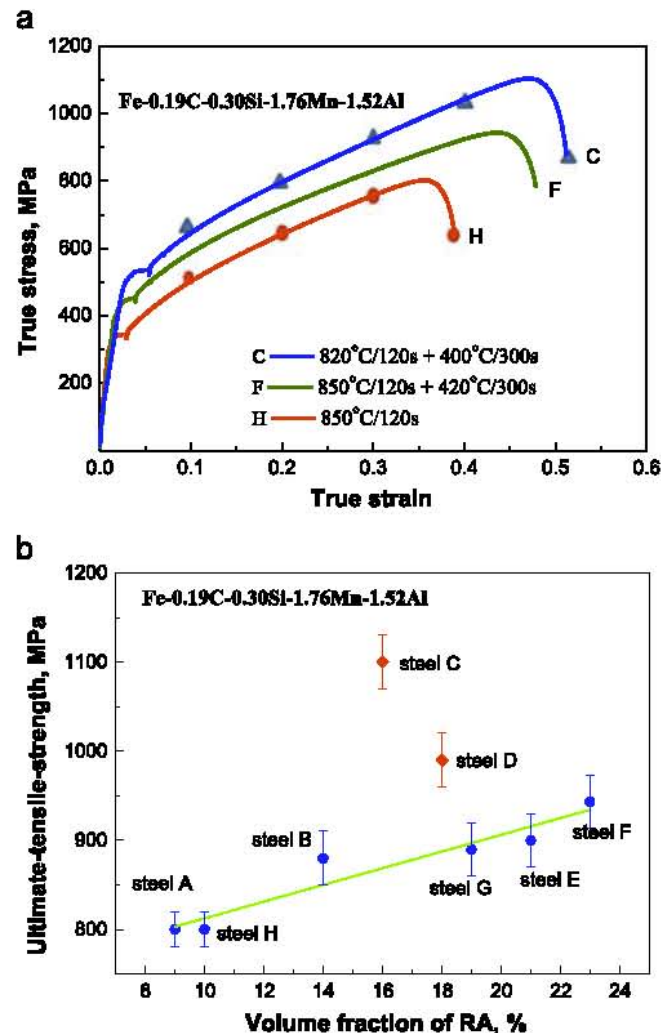 a
1200
1000
800
600
400
200
True stress, MPa
Fe-0.19C-0.30Si-1.76Mn-1.52Al
C
F
H
C 820°C/120s + 400°C/300s
F 850°C/120s + 420°C/300s
H 850°C/120s
0.0 0.1 0.2 0.3 0.4 0.5 0.6
True strain
b
1200
1100
1000
900
800
Ultimate-tensile-strength, MPa
Fe-0.19C-0.30Si-1.76Mn-1.52Al
steel C
steel D
steel B
steel F
steel G
steel E
steel A
steel H
8 10 12 14 16 18 20 22 24
Volume fraction of RA, %